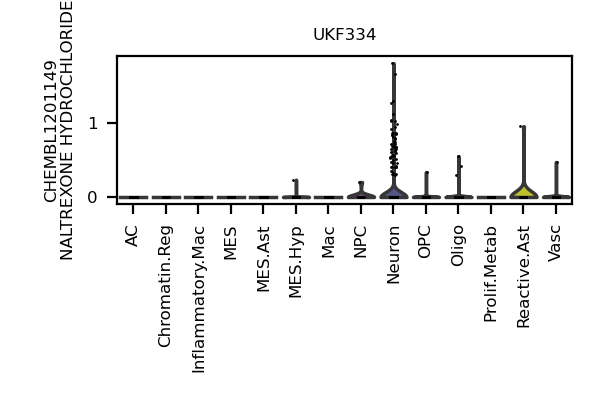 UKF334
CHEMBL1201149
NALTREXONE HYDROCHLORIDE
1
0
AC
Chromatin.Reg
Inflammatory.Mac
MES
MES.Ast
MES.Hyp
Mac
NPC
Neuron
OPC
Oligo
Prolif.Metab
Reactive.Ast
Vasc